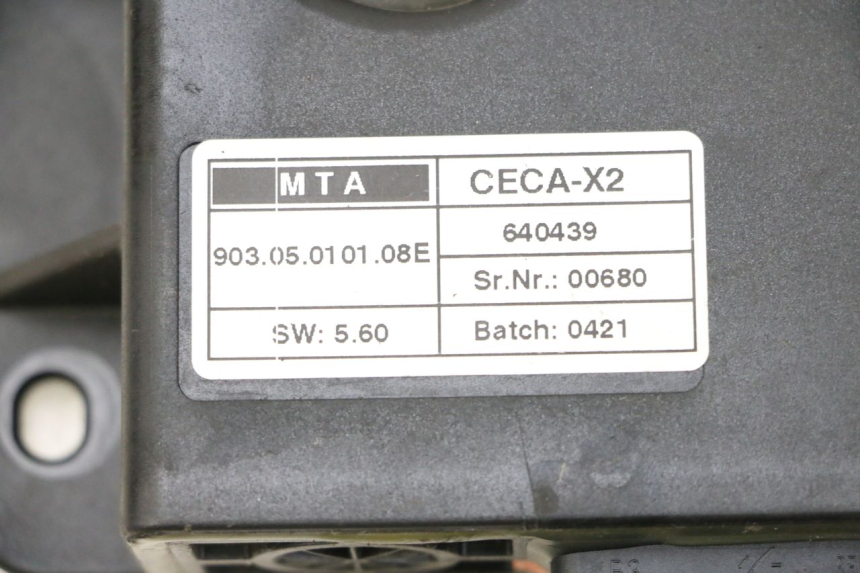 MTA
CECA-X2
903.05.0101.08E
640439
Sr.Nr.: 00680
SW: 5.60
Batch: 0421